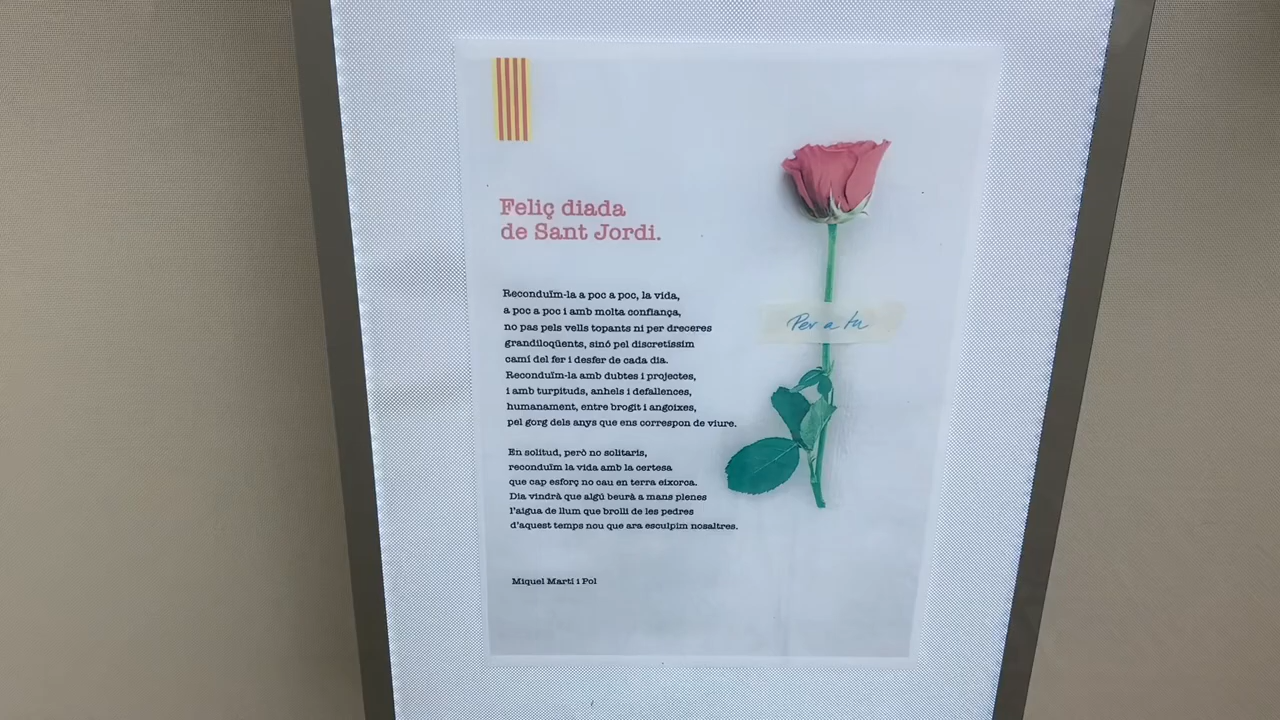 Feliç diada
de Sant Jordi.
Reconduïm-la a poc a poc, la vida,
a poc a poc i amb molta confiança,
no pas pels vells topants ni per dreceres
grandiloqüents, sinó pel discretíssim
camí del fer i desfer de cada dia.
Reconduïm-la amb dubtes i projectes,
i amb turpituds, anhels i defallences,
humanament, entre brogit i angoixes,
pel gorg dels anys que ens correspon de viure.
En solitud, però no solitaris,
reconduïm la vida amb la certesa
que cap esforç no cau en terra eixorca.
Dia vindrà que algú beurà a mans plenes
l'aigua de llum que brolli de les pedres
d'aquest temps nou que ara esculpim nosaltres.
Miquel Martí i Pol
Per a tu